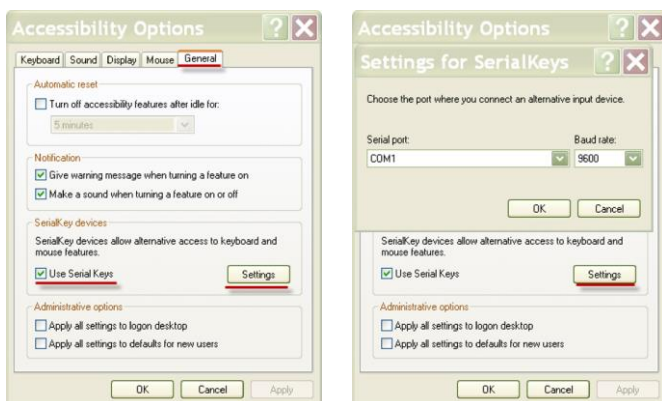 Accessibility Options
Keyboard Sound Display Mouse General
Automatic reset
Turn off accessibility features after idle for:
5 minutes
Notification
Give warning message when turning a feature on
Make a sound when turning a feature on or off
SerialKey devices
SerialKey devices allow alternative access to keyboard and
mouse features.
Use Serial Keys
Settings
Administrative options
Apply all settings to logon desktop
Apply all settings to defaults for new users
OK Cancel Apply
Accessibility Options
Settings for SerialKeys
Choose the port where you connect an alternative input device.
Serial port: Baud rate:
COM1 9600
OK Cancel
SerialKey devices allow alternative access to keyboard and
mouse features.
Use Serial Keys
Settings
Administrative options
Apply all settings to logon desktop
Apply all settings to defaults for new users
OK Cancel Apply